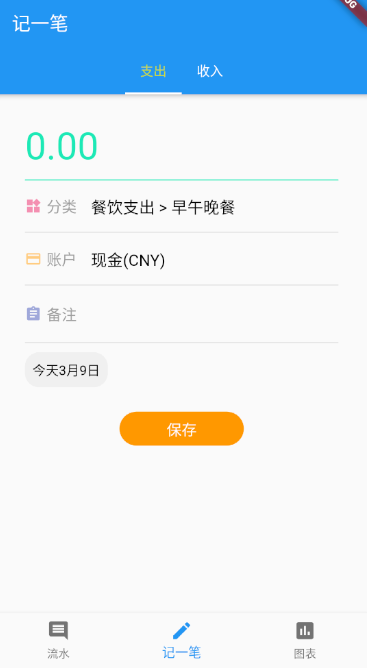 记一笔
支出 收入
0.00
分类 餐饮支出 > 早午晚餐
账户 现金(CNY)
备注
今天3月9日
保存
流水 记一笔 图表